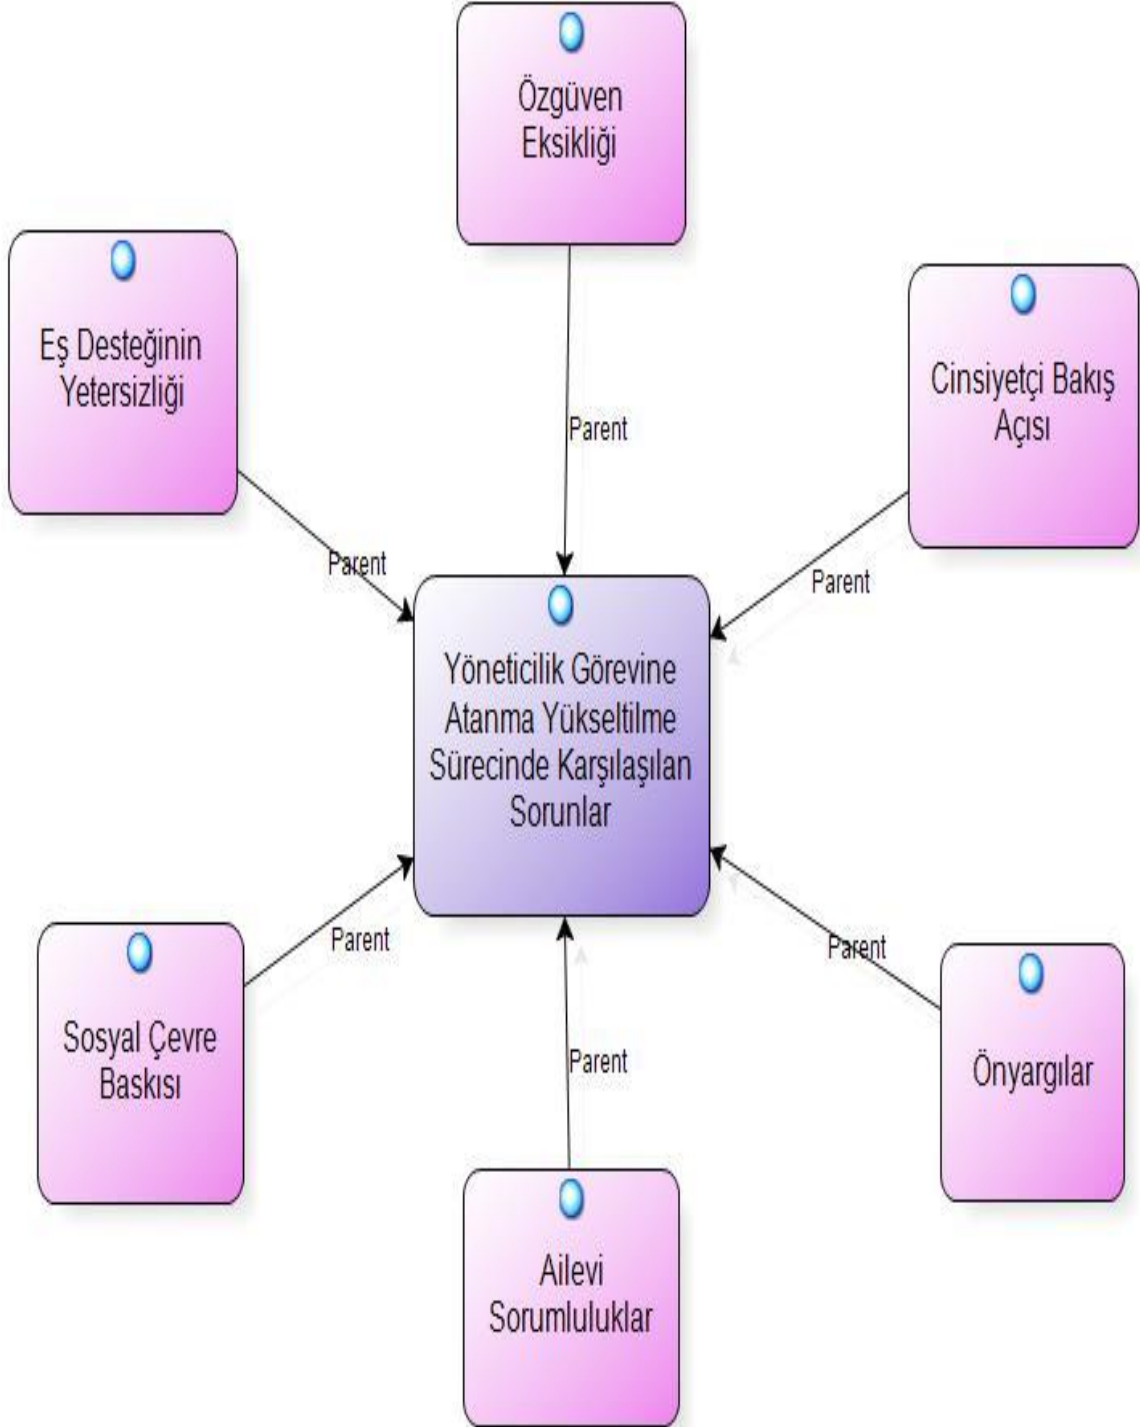 Özgüven
Eksikliği
Eş Desteğinin
Yetersizliği
Cinsiyetçi Bakış
Açısı
Parent
Parent
Parent
Yöneticilik Görevine
Atanma Yükseltilme
Sürecinde Karşılaşılan
Sorunlar
Parent
Parent
Parent
Sosyal Çevre
Baskısı
Önyargılar
Ailevi
Sorumluluklar